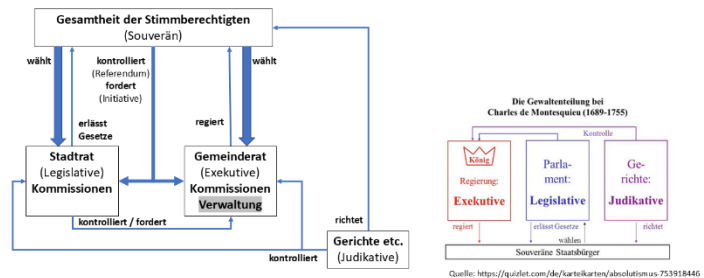 Gesamtheit der Stimmberechtigten
(Souverän)
wählt
kontrolliert
(Referendum)
fordert
(Initiative)
wählt
erlässt
Gesetze
regiert
Stadtrat
(Legislative)
Kommissionen
Gemeinderat
(Exekutive)
Kommissionen
Verwaltung
kontrolliert / fordert
richtet
kontrolliert
Gerichte etc.
(Judikative)
Die Gewaltenteilung bei
Charles de Montesquieu (1689-1755)
Kontrolle
König
Regierung:
Exekutive
Parla-
ment:
Legislative
Ge-
richte:
Judikative
regiert
erlässt Gesetze
richtet
wählen
Souveräne Staatsbürger
Quelle: https://quizlet.com/de/karteikarten/absolutismus-753918446